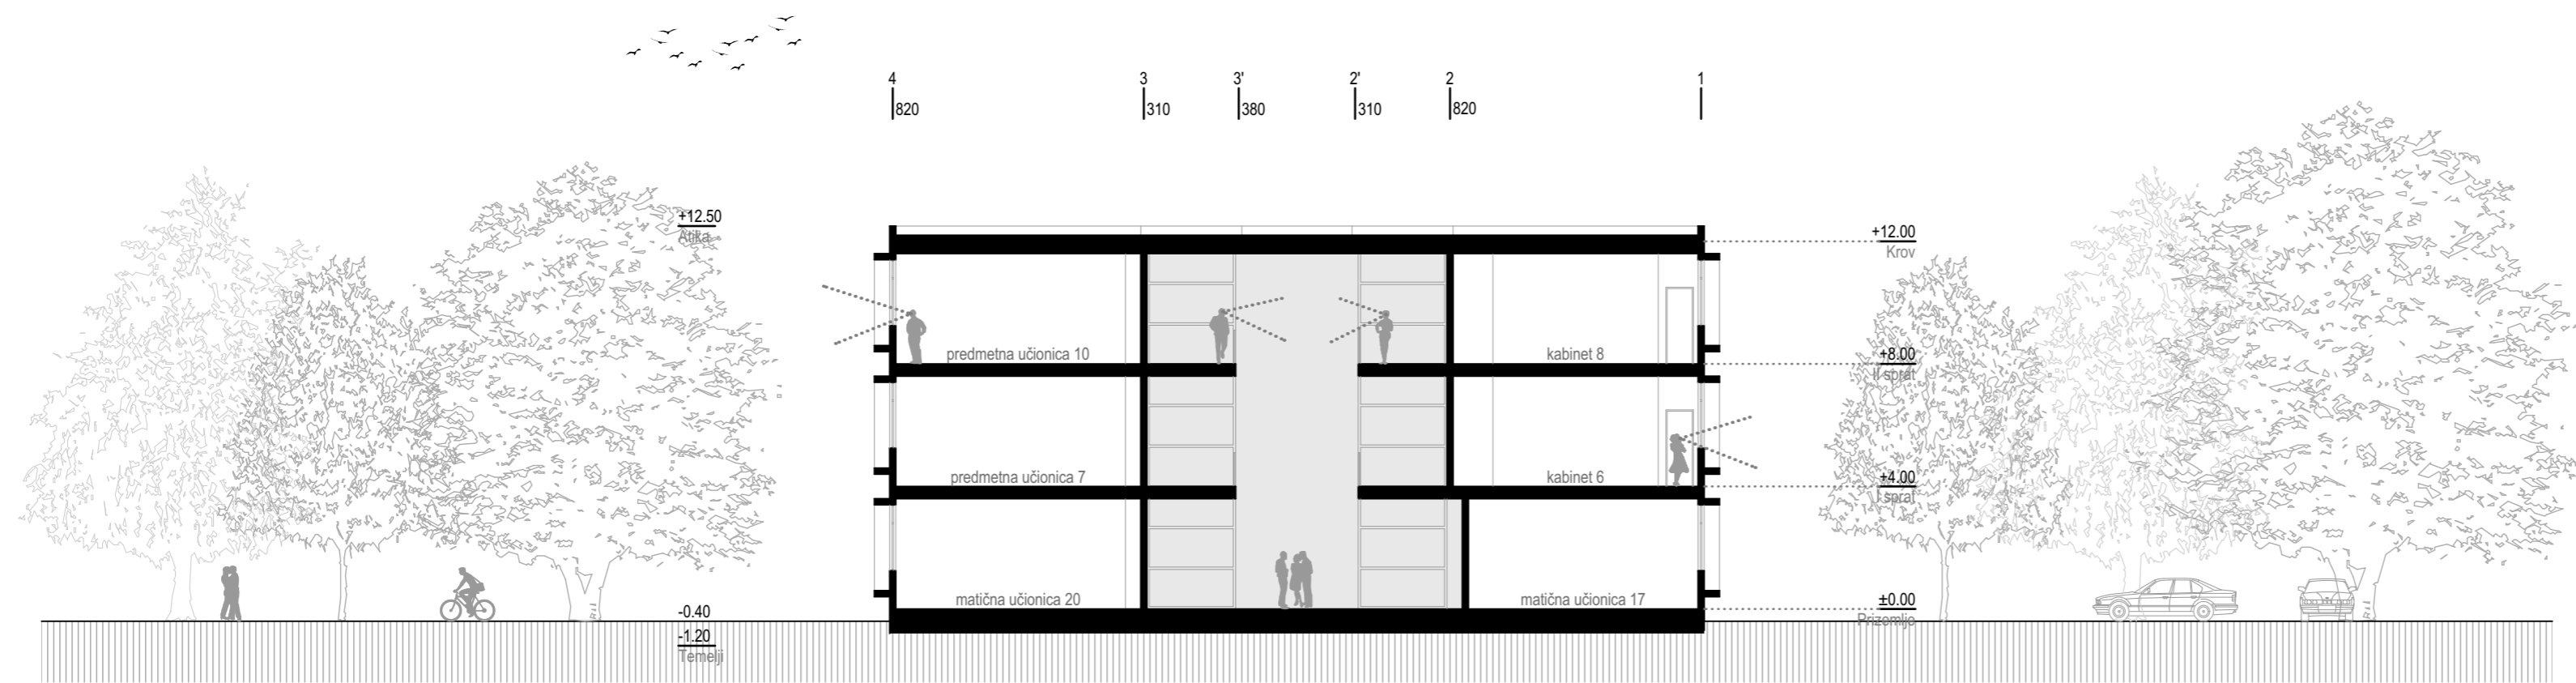 4 3 3' 2' 2 1
820 310 380 310 820
+12.50
Atika
+12.00
Krov
predmetna učionica 10
kabinet 8
+8.00
II sprat
predmetna učionica 7
kabinet 6
+4.00
I sprat
matična učionica 20
matična učionica 17
±0.00
Prizemlje
-0.40
-1.20
Temelji